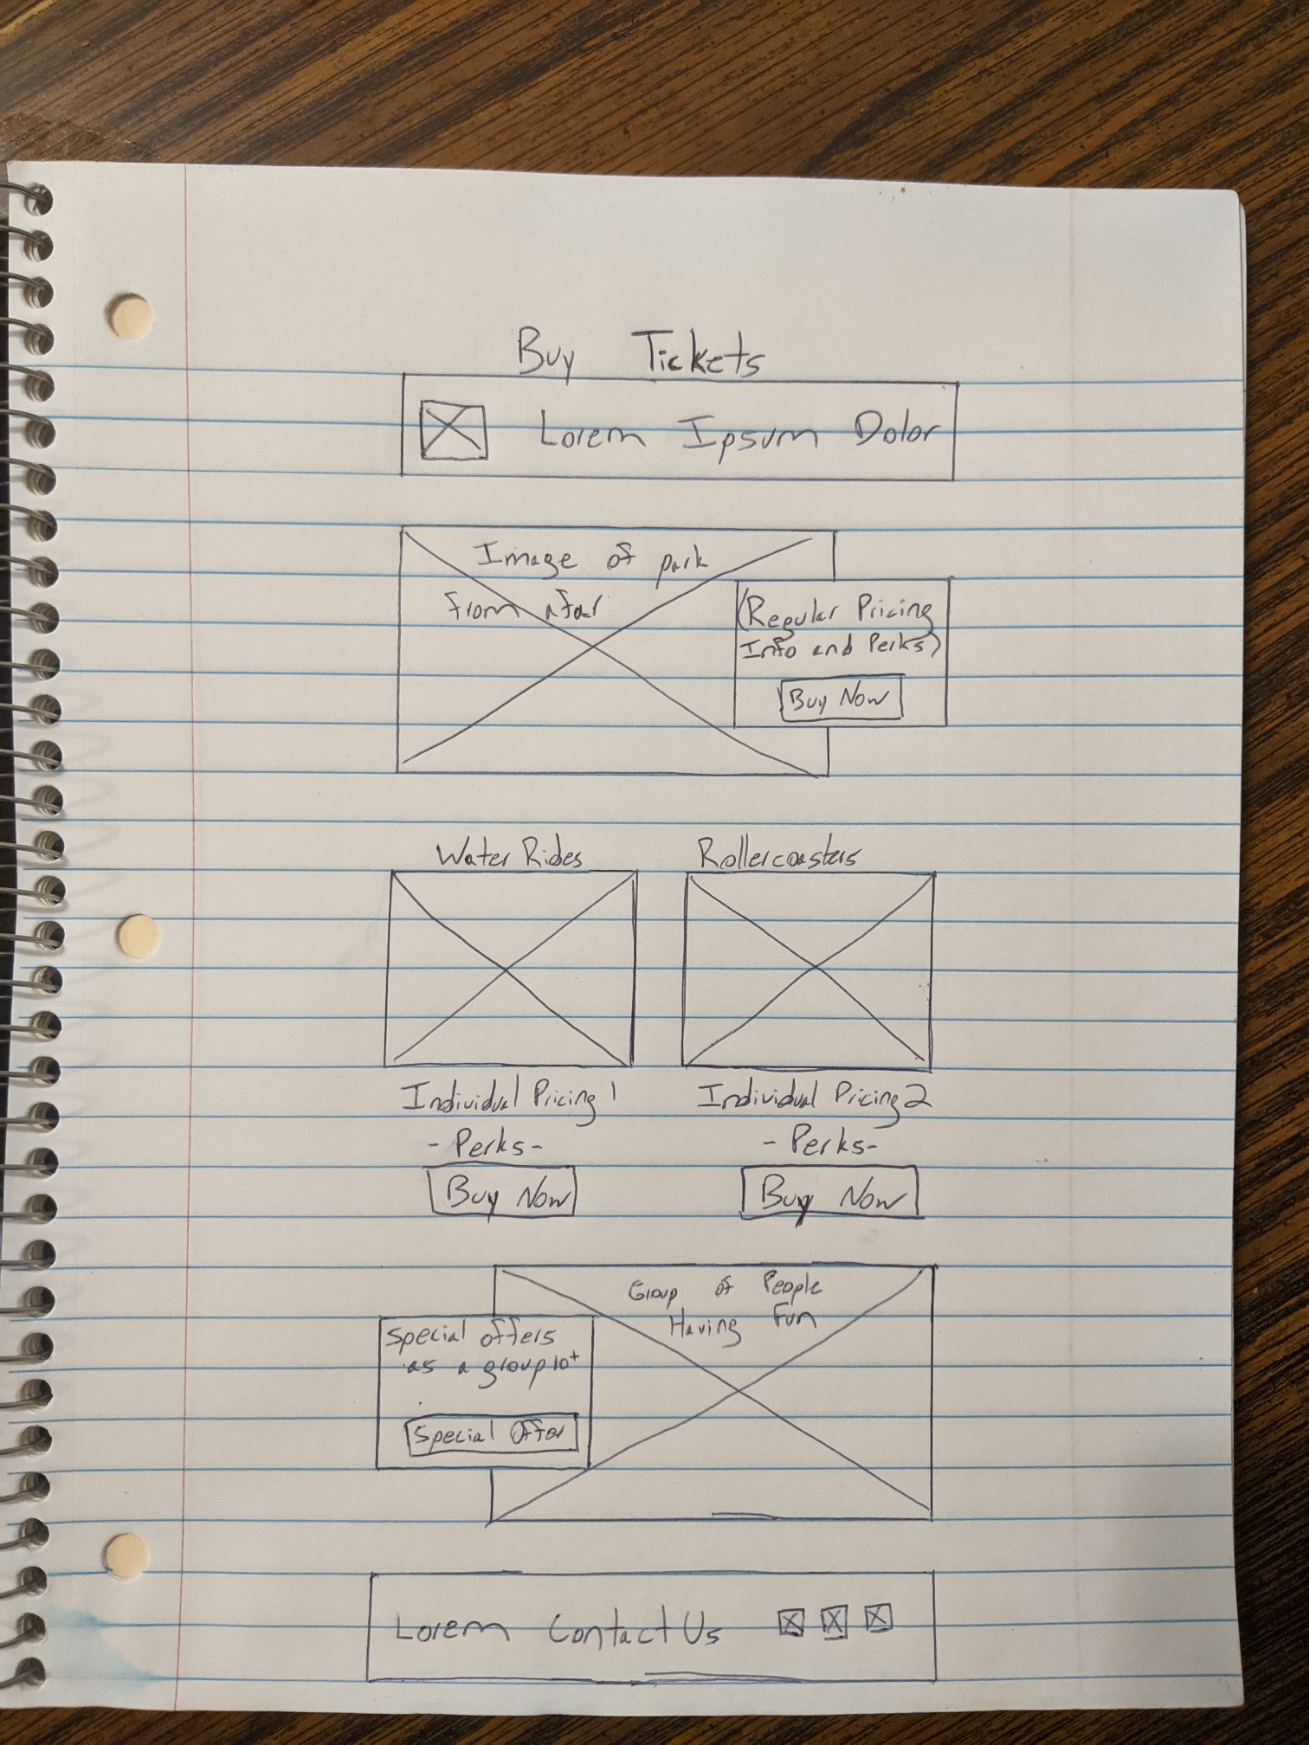 Buy Tickets
Lorem Ipsum Dolor
Image of park
from afar
(Regular Pricing
Info and Perks)
Buy Now
Water Rides
Rollercoasters
Individual Pricing 1
- Perks -
Buy Now
Individual Pricing 2
- Perks -
Buy Now
Group of People
Having Fun
Special offers
as a group 10+
Special Offer
Lorem Contact Us